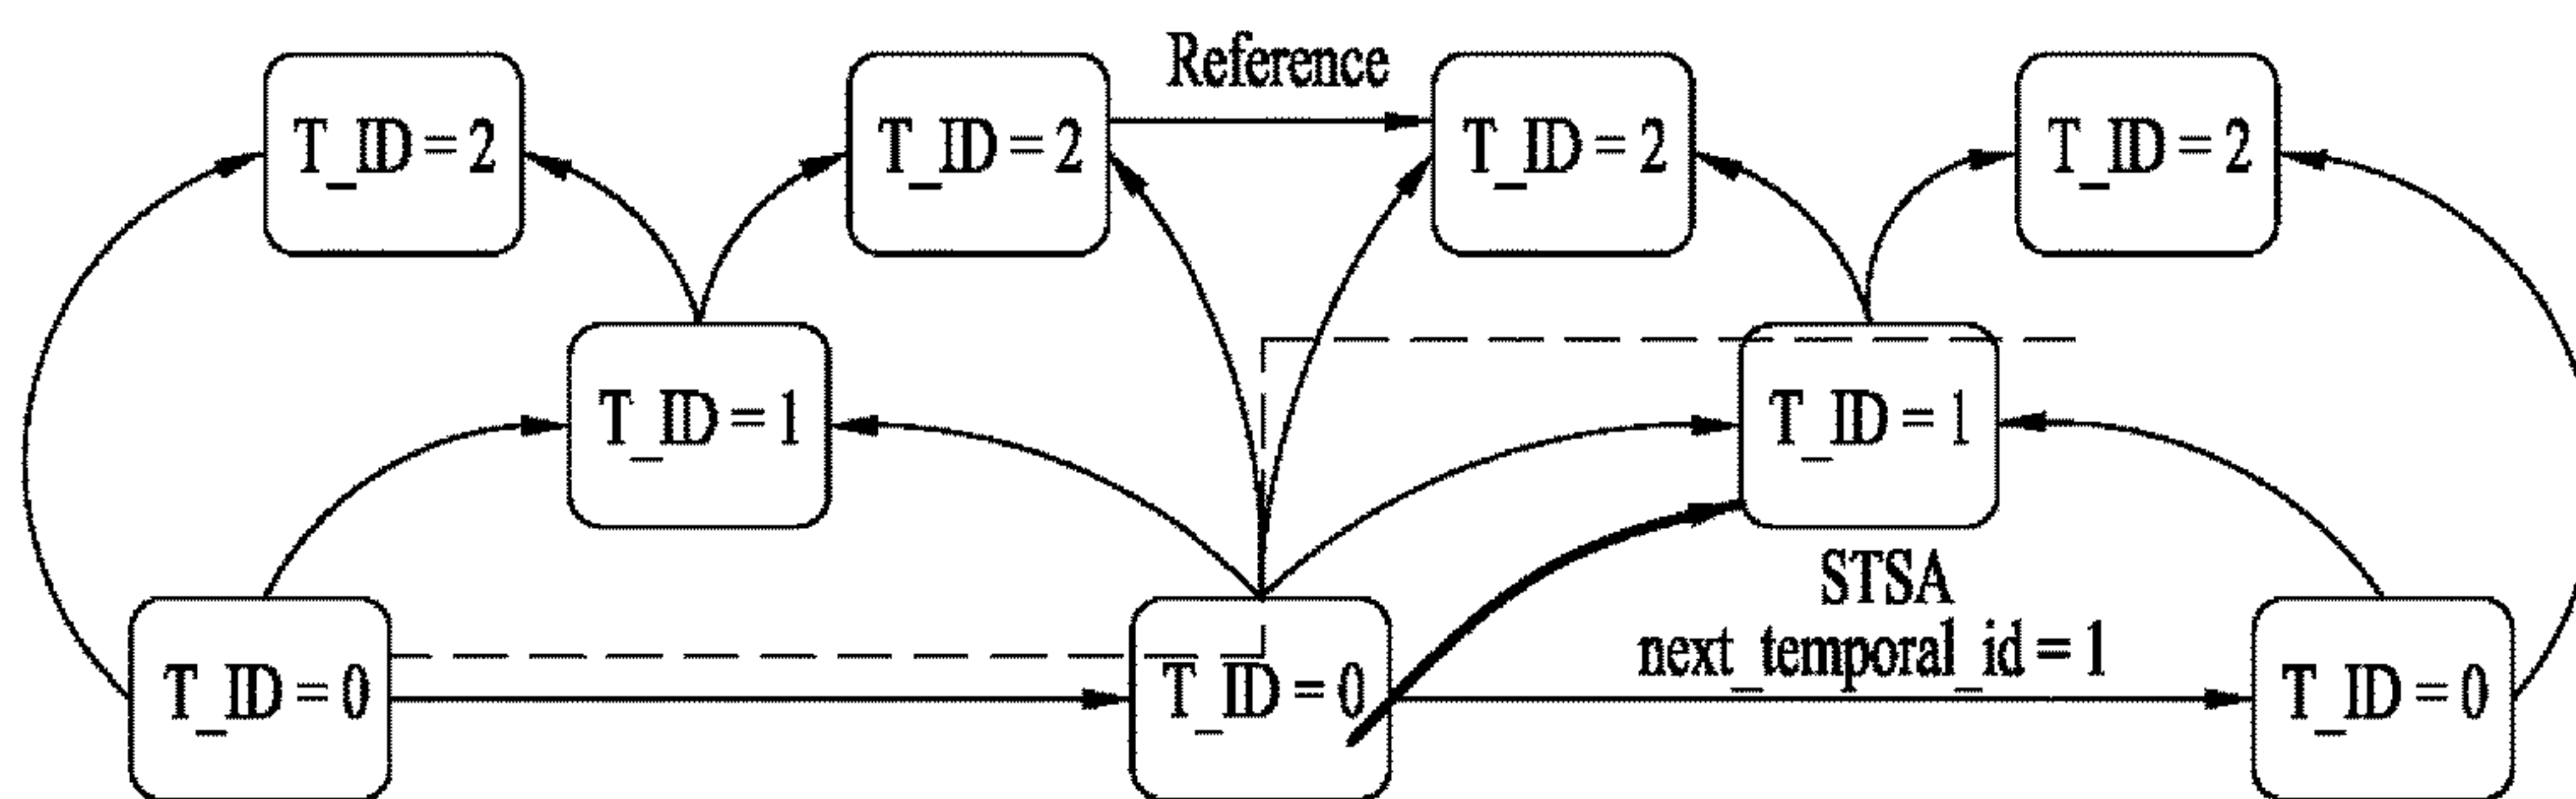 Reference
T_ID = 2
T_ID = 2
T_ID = 2
T_ID = 2
T_ID = 1
T_ID = 1
STSA
next_temporal_id = 1
T_ID = 0
T_ID = 0
T_ID = 0